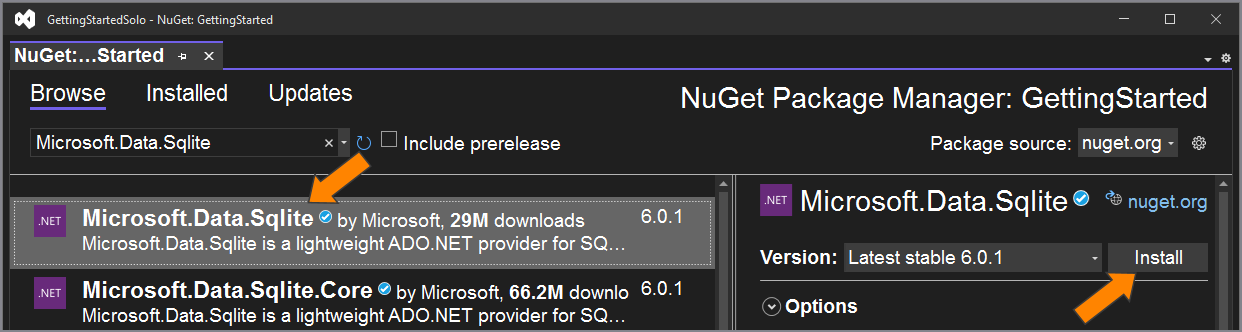 GettingStartedSolo - NuGet: GettingStarted
NuGet:...Started
Browse Installed Updates
NuGet Package Manager: GettingStarted
Microsoft.Data.Sqlite
Include prerelease
Package source: nuget.org
.NET
Microsoft.Data.Sqlite by Microsoft, 29M downloads 6.0.1
Microsoft.Data.Sqlite is a lightweight ADO.NET provider for SQ...
.NET
Microsoft.Data.Sqlite.Core by Microsoft, 66.2M downlo 6.0.1
Microsoft.Data.Sqlite is a lightweight ADO.NET provider for SQ...
.NET
Microsoft.Data.Sqlite nuget.org
Version: Latest stable 6.0.1 Install
Options